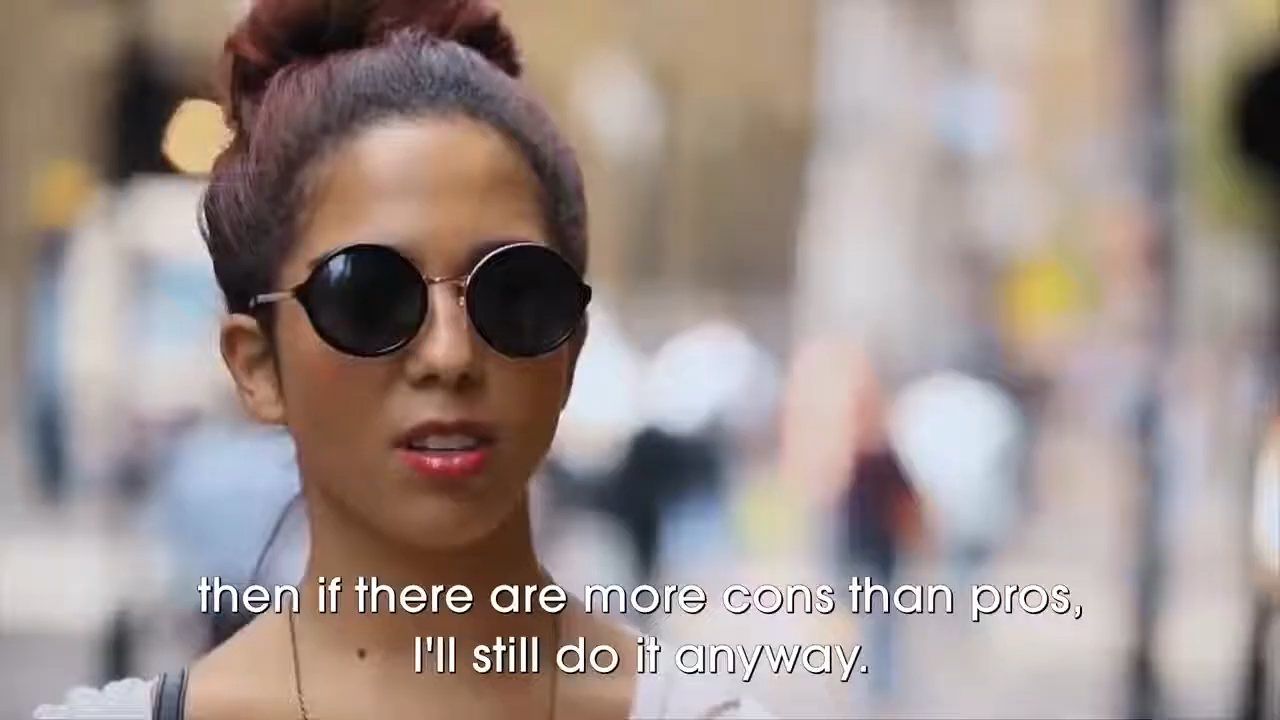 then if there are more cons than pros,
I'll still do it anyway.